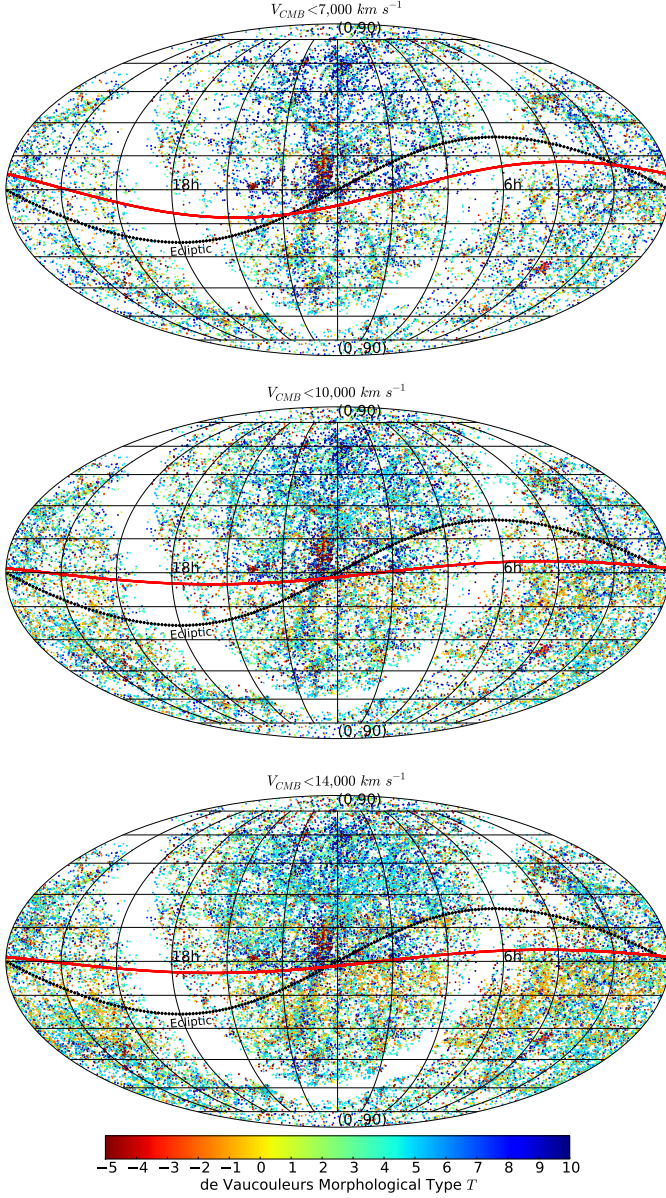 V_CMB <7,000 km s⁻¹
(0,90)
18h
6h
Ecliptic
(0,-90)
V_CMB <10,000 km s⁻¹
(0,90)
18h
6h
Ecliptic
(0,-90)
V_CMB <14,000 km s⁻¹
(0,90)
18h
6h
Ecliptic
(0,-90)
−5 −4 −3 −2 −1 0 1 2 3 4 5 6 7 8 9 10
de Vaucouleurs Morphological Type T